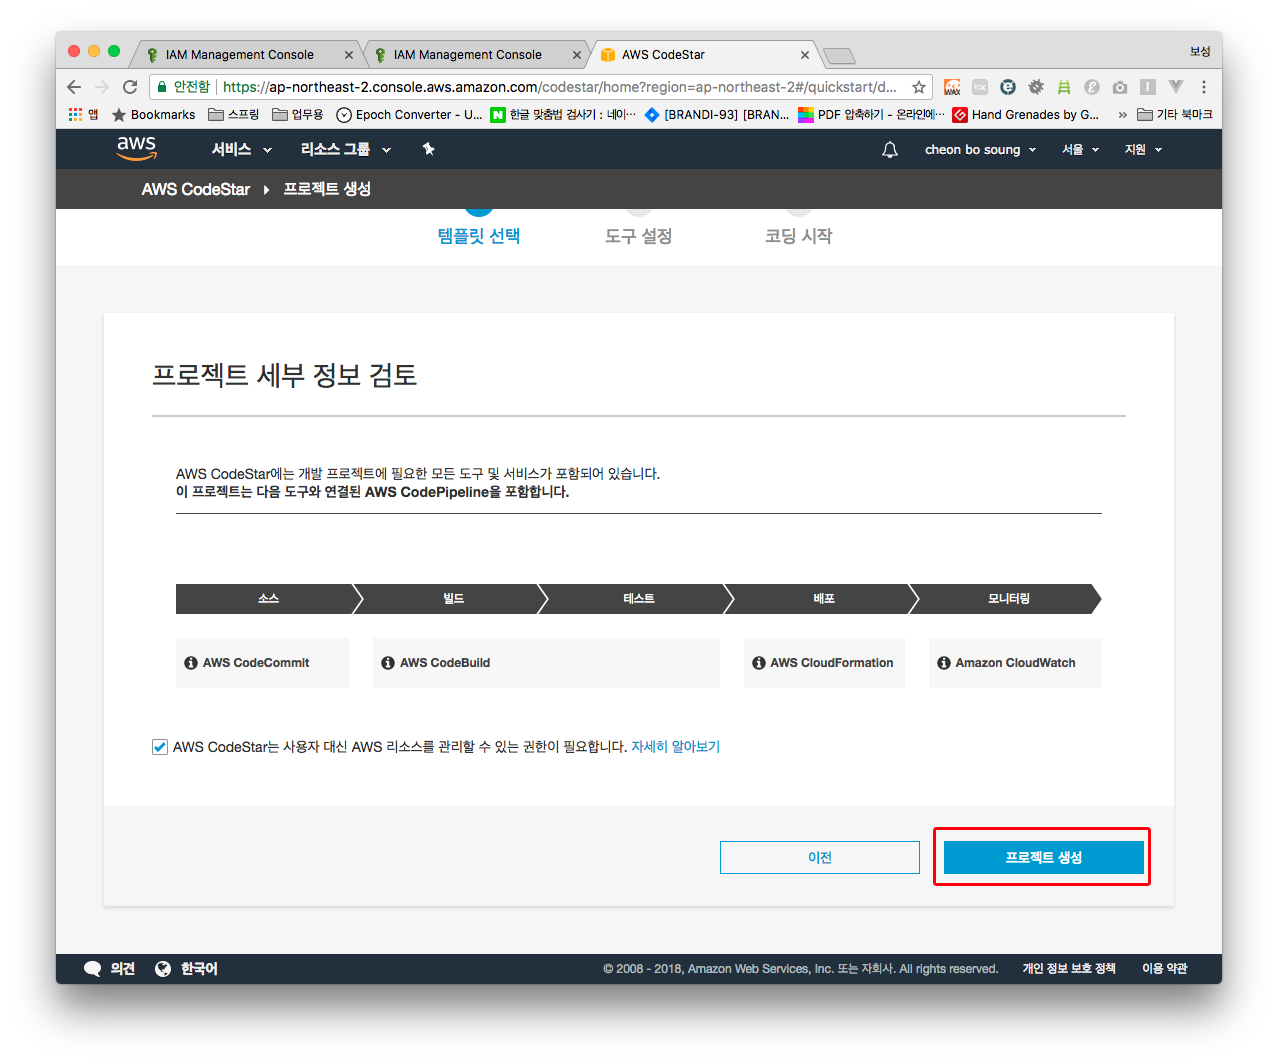 IAM Management Console
IAM Management Console
AWS CodeStar
보성
안전함 https://ap-northeast-2.console.aws.amazon.com/codestar/home?region=ap-northeast-2#/quickstart/d...
앱 Bookmarks 스프링 업무용 Epoch Converter - U... 한글 맞춤법 검사기 : 네이... [BRANDI-93] [BRAN... PDF 압축하기 - 온라인에... Hand Grenades by G... » 기타 북마크
aws 서비스 리소스 그룹 cheon bo soung 서울 지원
AWS CodeStar 프로젝트 생성
템플릿 선택 도구 설정 코딩 시작
프로젝트 세부 정보 검토
AWS CodeStar에는 개발 프로젝트에 필요한 모든 도구 및 서비스가 포함되어 있습니다.
이 프로젝트는 다음 도구와 연결된 AWS CodePipeline을 포함합니다.
소스 빌드 테스트 배포 모니터링
AWS CodeCommit AWS CodeBuild AWS CloudFormation Amazon CloudWatch
AWS CodeStar는 사용자 대신 AWS 리소스를 관리할 수 있는 권한이 필요합니다. 자세히 알아보기
이전 프로젝트 생성
의견 한국어 © 2008 - 2018, Amazon Web Services, Inc. 또는 자회사. All rights reserved. 개인 정보 보호 정책 이용 약관